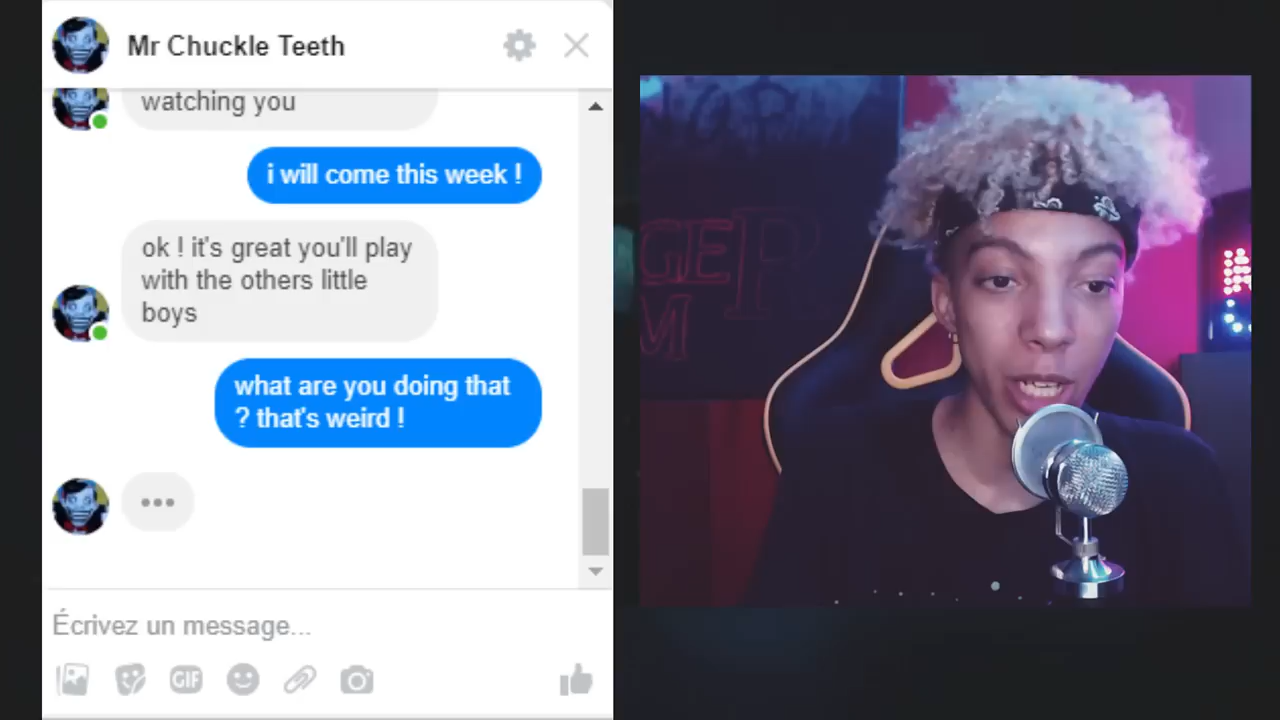 Mr Chuckle Teeth
watching you
i will come this week !
ok ! it's great you'll play
with the others little
boys
what are you doing that
? that's weird !
Écrivez un message...
GIF